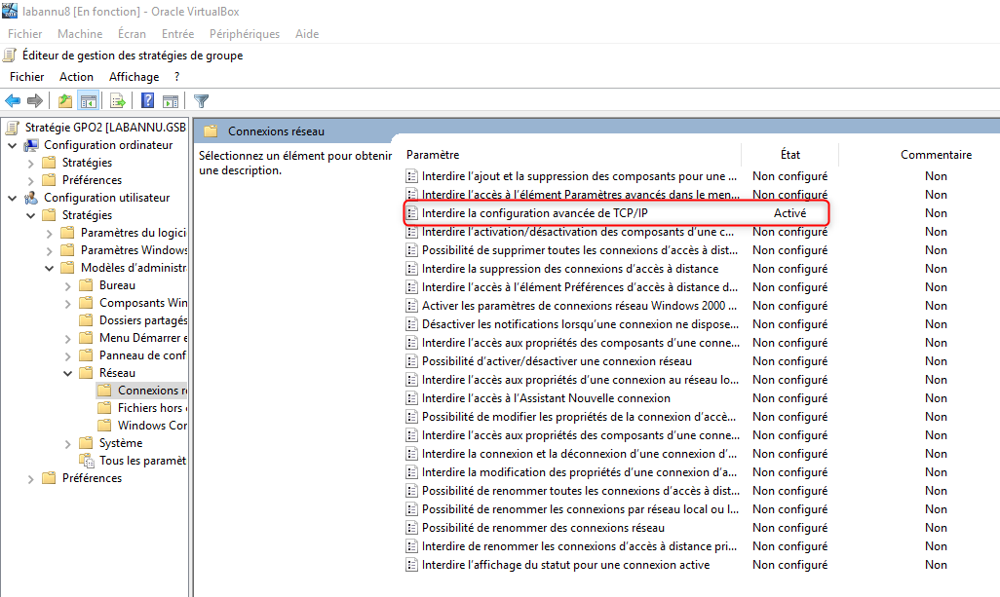 labannu8 [En fonction] - Oracle VirtualBox
Fichier Machine Écran Entrée Périphériques Aide
Éditeur de gestion des stratégies de groupe
Fichier Action Affichage ?
Stratégie GPO2 [LABANNU.GSB
Configuration ordinateur
Stratégies
Préférences
Configuration utilisateur
Stratégies
Paramètres du logici
Paramètres Windows
Modèles d'administra
Bureau
Composants Win
Dossiers partagés
Menu Démarrer e
Panneau de conf
Réseau
Connexions ré
Fichiers hors
Windows Con
Système
Tous les paramèt
Préférences
Connexions réseau
Sélectionnez un élément pour obtenir
une description.
Paramètre État Commentaire
Interdire l'ajout et la suppression des composants pour une ... Non configuré Non
Interdire l'accès à l'élément Paramètres avancés dans le men... Non configuré Non
Interdire la configuration avancée de TCP/IP Activé Non
Interdire l'activation/désactivation des composants d'une c... Non configuré Non
Possibilité de supprimer toutes les connexions d'accès à dist... Non configuré Non
Interdire la suppression des connexions d'accès à distance Non configuré Non
Interdire l'accès à l'élément Préférences d'accès à distance d... Non configuré Non
Activer les paramètres de connexions réseau Windows 2000 ... Non configuré Non
Désactiver les notifications lorsqu'une connexion ne dispose... Non configuré Non
Interdire l'accès aux propriétés des composants d'une conne... Non configuré Non
Possibilité d'activer/désactiver une connexion réseau Non configuré Non
Interdire l'accès aux propriétés d'une connexion au réseau lo... Non configuré Non
Interdire l'accès à l'Assistant Nouvelle connexion Non configuré Non
Possibilité de modifier les propriétés de la connexion d'accè... Non configuré Non
Interdire l'accès aux propriétés des composants d'une conne... Non configuré Non
Interdire la connexion et la déconnexion d'une connexion d'... Non configuré Non
Interdire la modification des propriétés d'une connexion d'a... Non configuré Non
Possibilité de renommer toutes les connexions d'accès à dist... Non configuré Non
Possibilité de renommer les connexions par réseau local ou l... Non configuré Non
Possibilité de renommer des connexions réseau Non configuré Non
Interdire de renommer les connexions d'accès à distance pri... Non configuré Non
Interdire l'affichage du statut pour une connexion active Non configuré Non